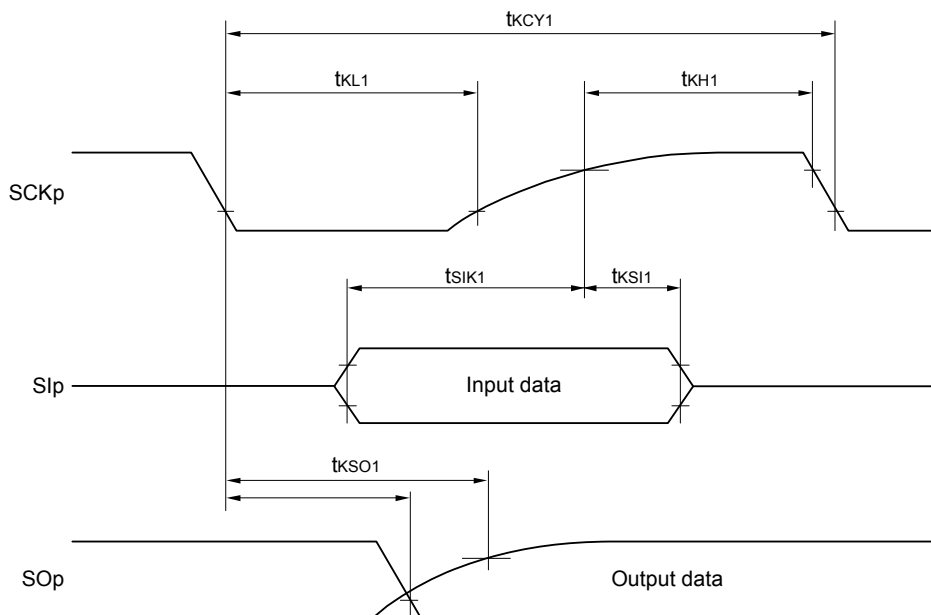 tKCY1
tKL1
tKH1
SCKp
tSIK1
tKSI1
SIp
Input data
tKSO1
SOp
Output data